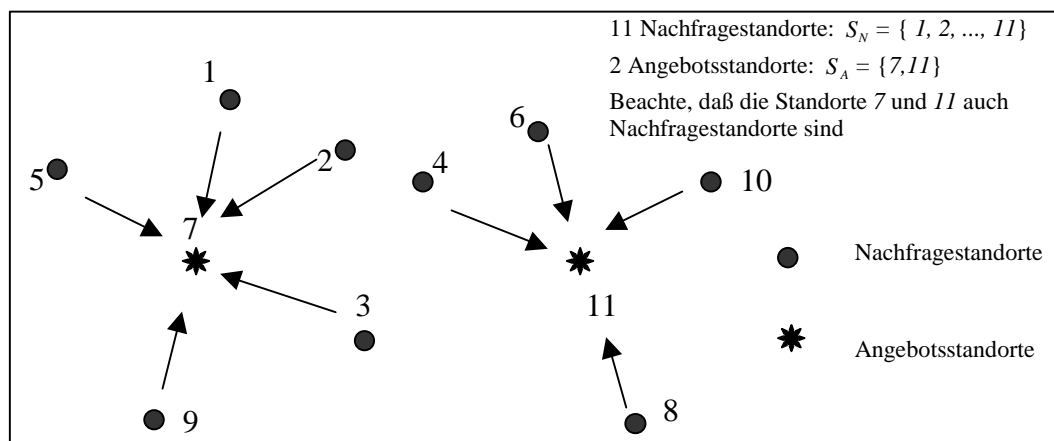 11 Nachfragestandorte: S_N = { 1, 2, ..., 11}
2 Angebotsstandorte: S_A = {7,11}
Beachte, daß die Standorte 7 und 11 auch
Nachfragestandorte sind
1
2
5
7
3
9
6
4
10
11
8
Nachfragestandorte
Angebotsstandorte